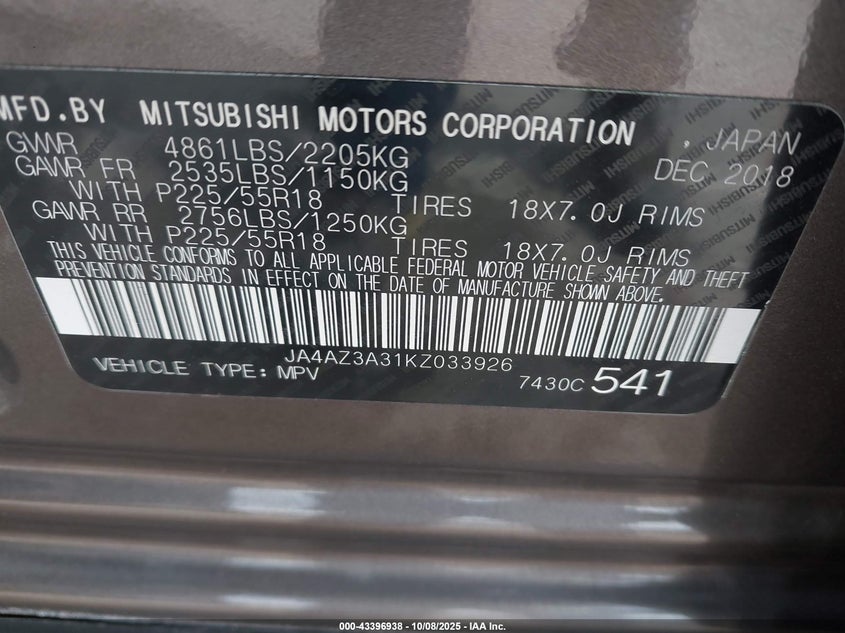 MFD.BY MITSUBISHI MOTORS CORPORATION , JAPAN
GVWR 4861LBS/2205KG DEC 2018
GAWR FR 2535LBS/1150KG
WITH P225/55R18 TIRES 18X7.0J RIMS
GAWR RR 2756LBS/1250KG
WITH P225/55R18 TIRES 18X7.0J RIMS
THIS VEHICLE CONFORMS TO ALL APPLICABLE FEDERAL MOTOR VEHICLE SAFETY AND THEFT
PREVENTION STANDARDS IN EFFECT ON THE DATE OF MANUFACTURE SHOWN ABOVE.
JA4AZ3A31KZ033926
VEHICLE TYPE: MPV 7430C 541
000-43396938 - 10/08/2025 - IAA Inc.